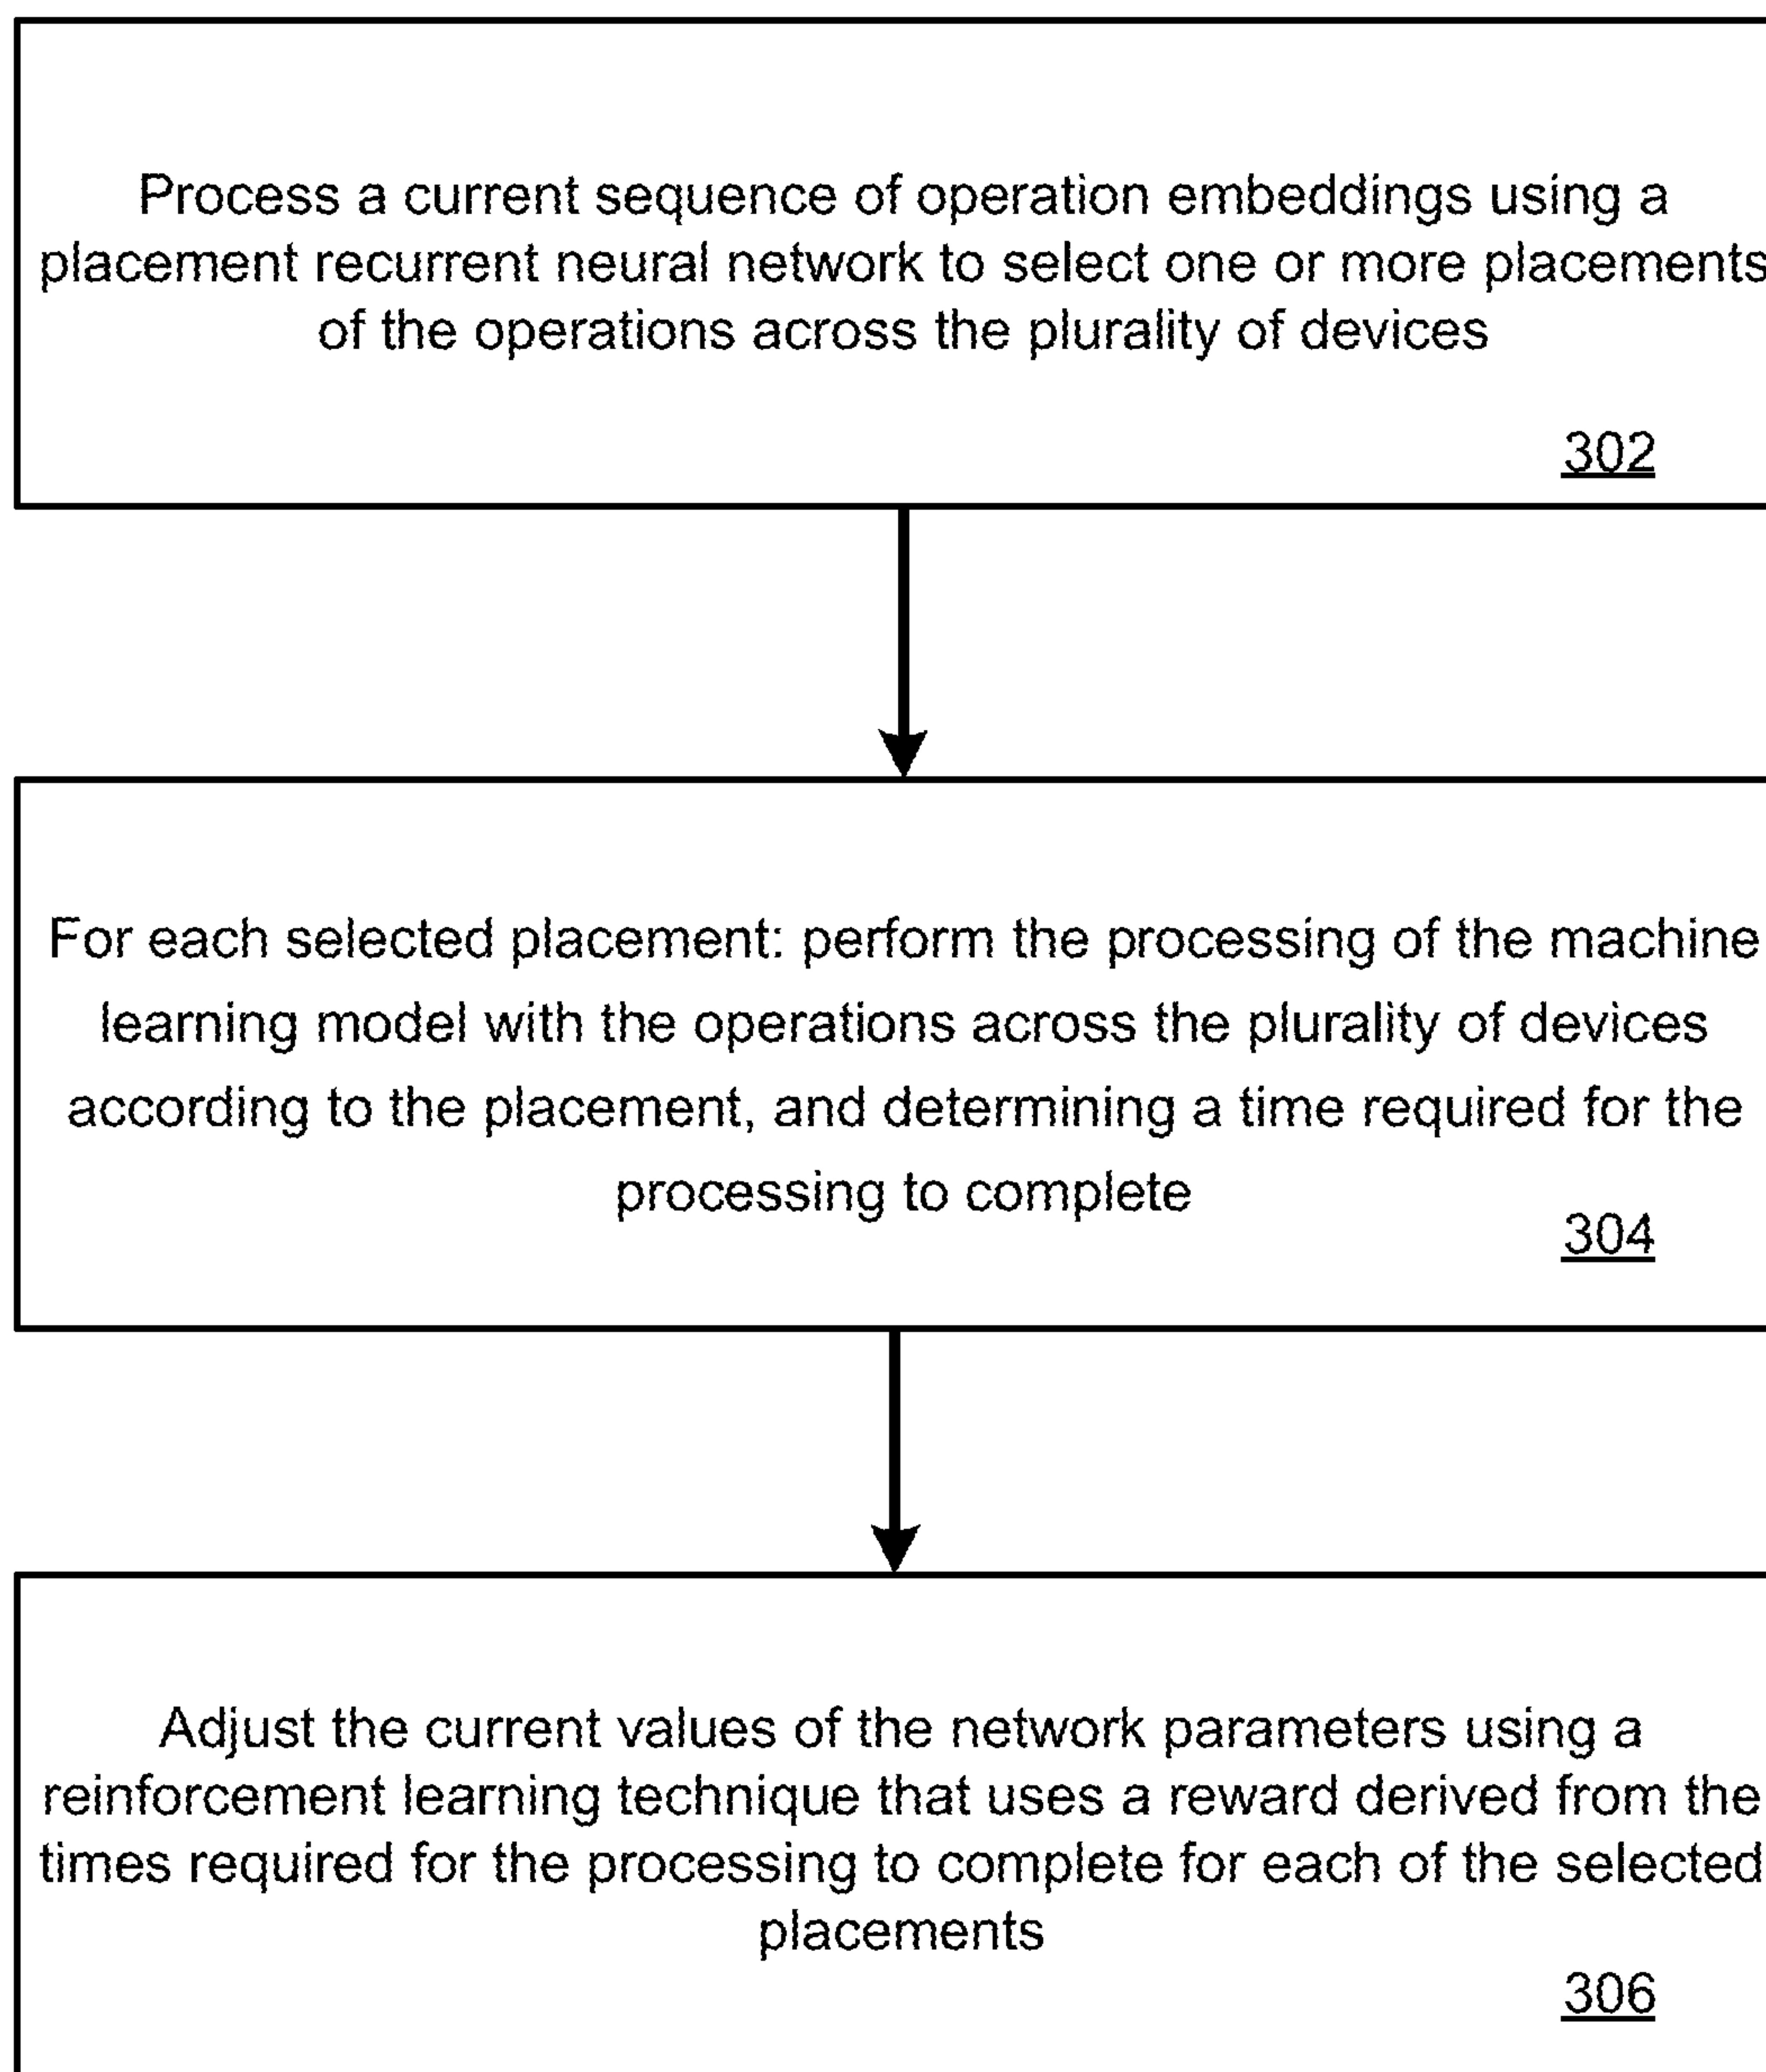 Process a current sequence of operation embeddings using a
placement recurrent neural network to select one or more placements
of the operations across the plurality of devices
302
For each selected placement: perform the processing of the machine
learning model with the operations across the plurality of devices
according to the placement, and determining a time required for the
processing to complete
304
Adjust the current values of the network parameters using a
reinforcement learning technique that uses a reward derived from the
times required for the processing to complete for each of the selected
placements
306